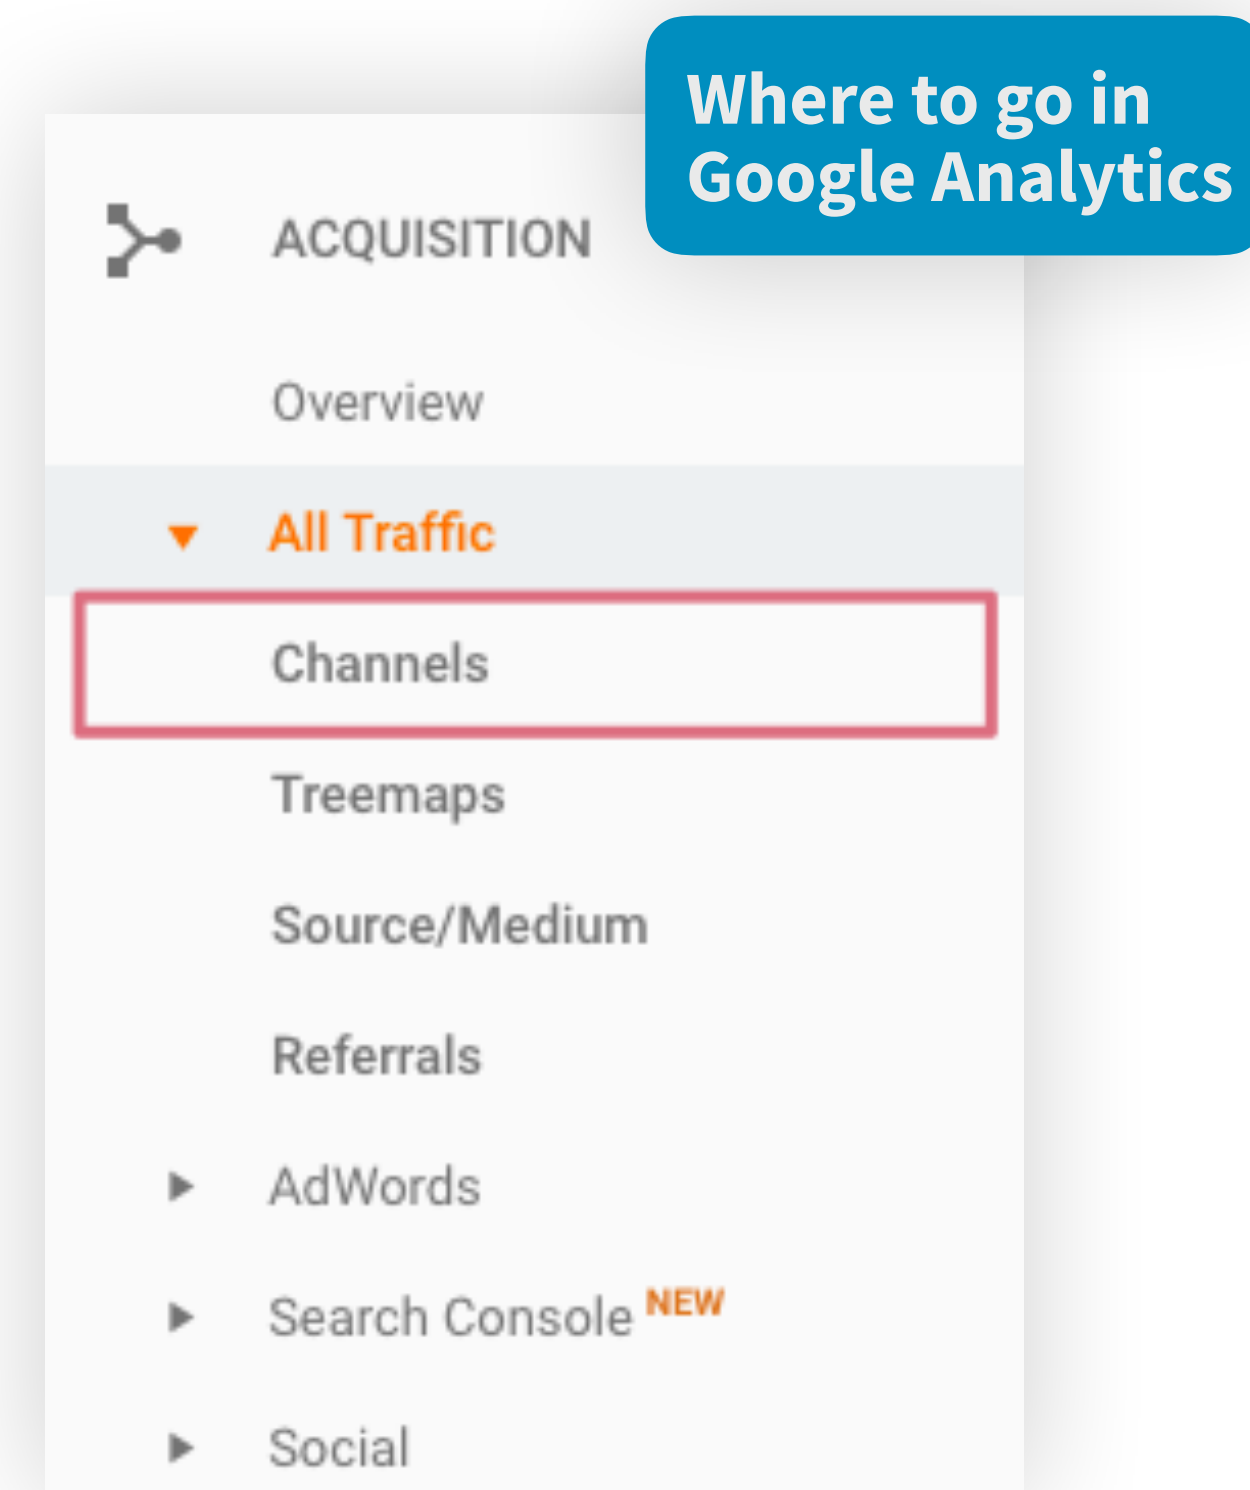 Where to go in
Google Analytics
ACQUISITION
Overview
All Traffic
Channels
Treemaps
Source/Medium
Referrals
AdWords
Search Console NEW
Social